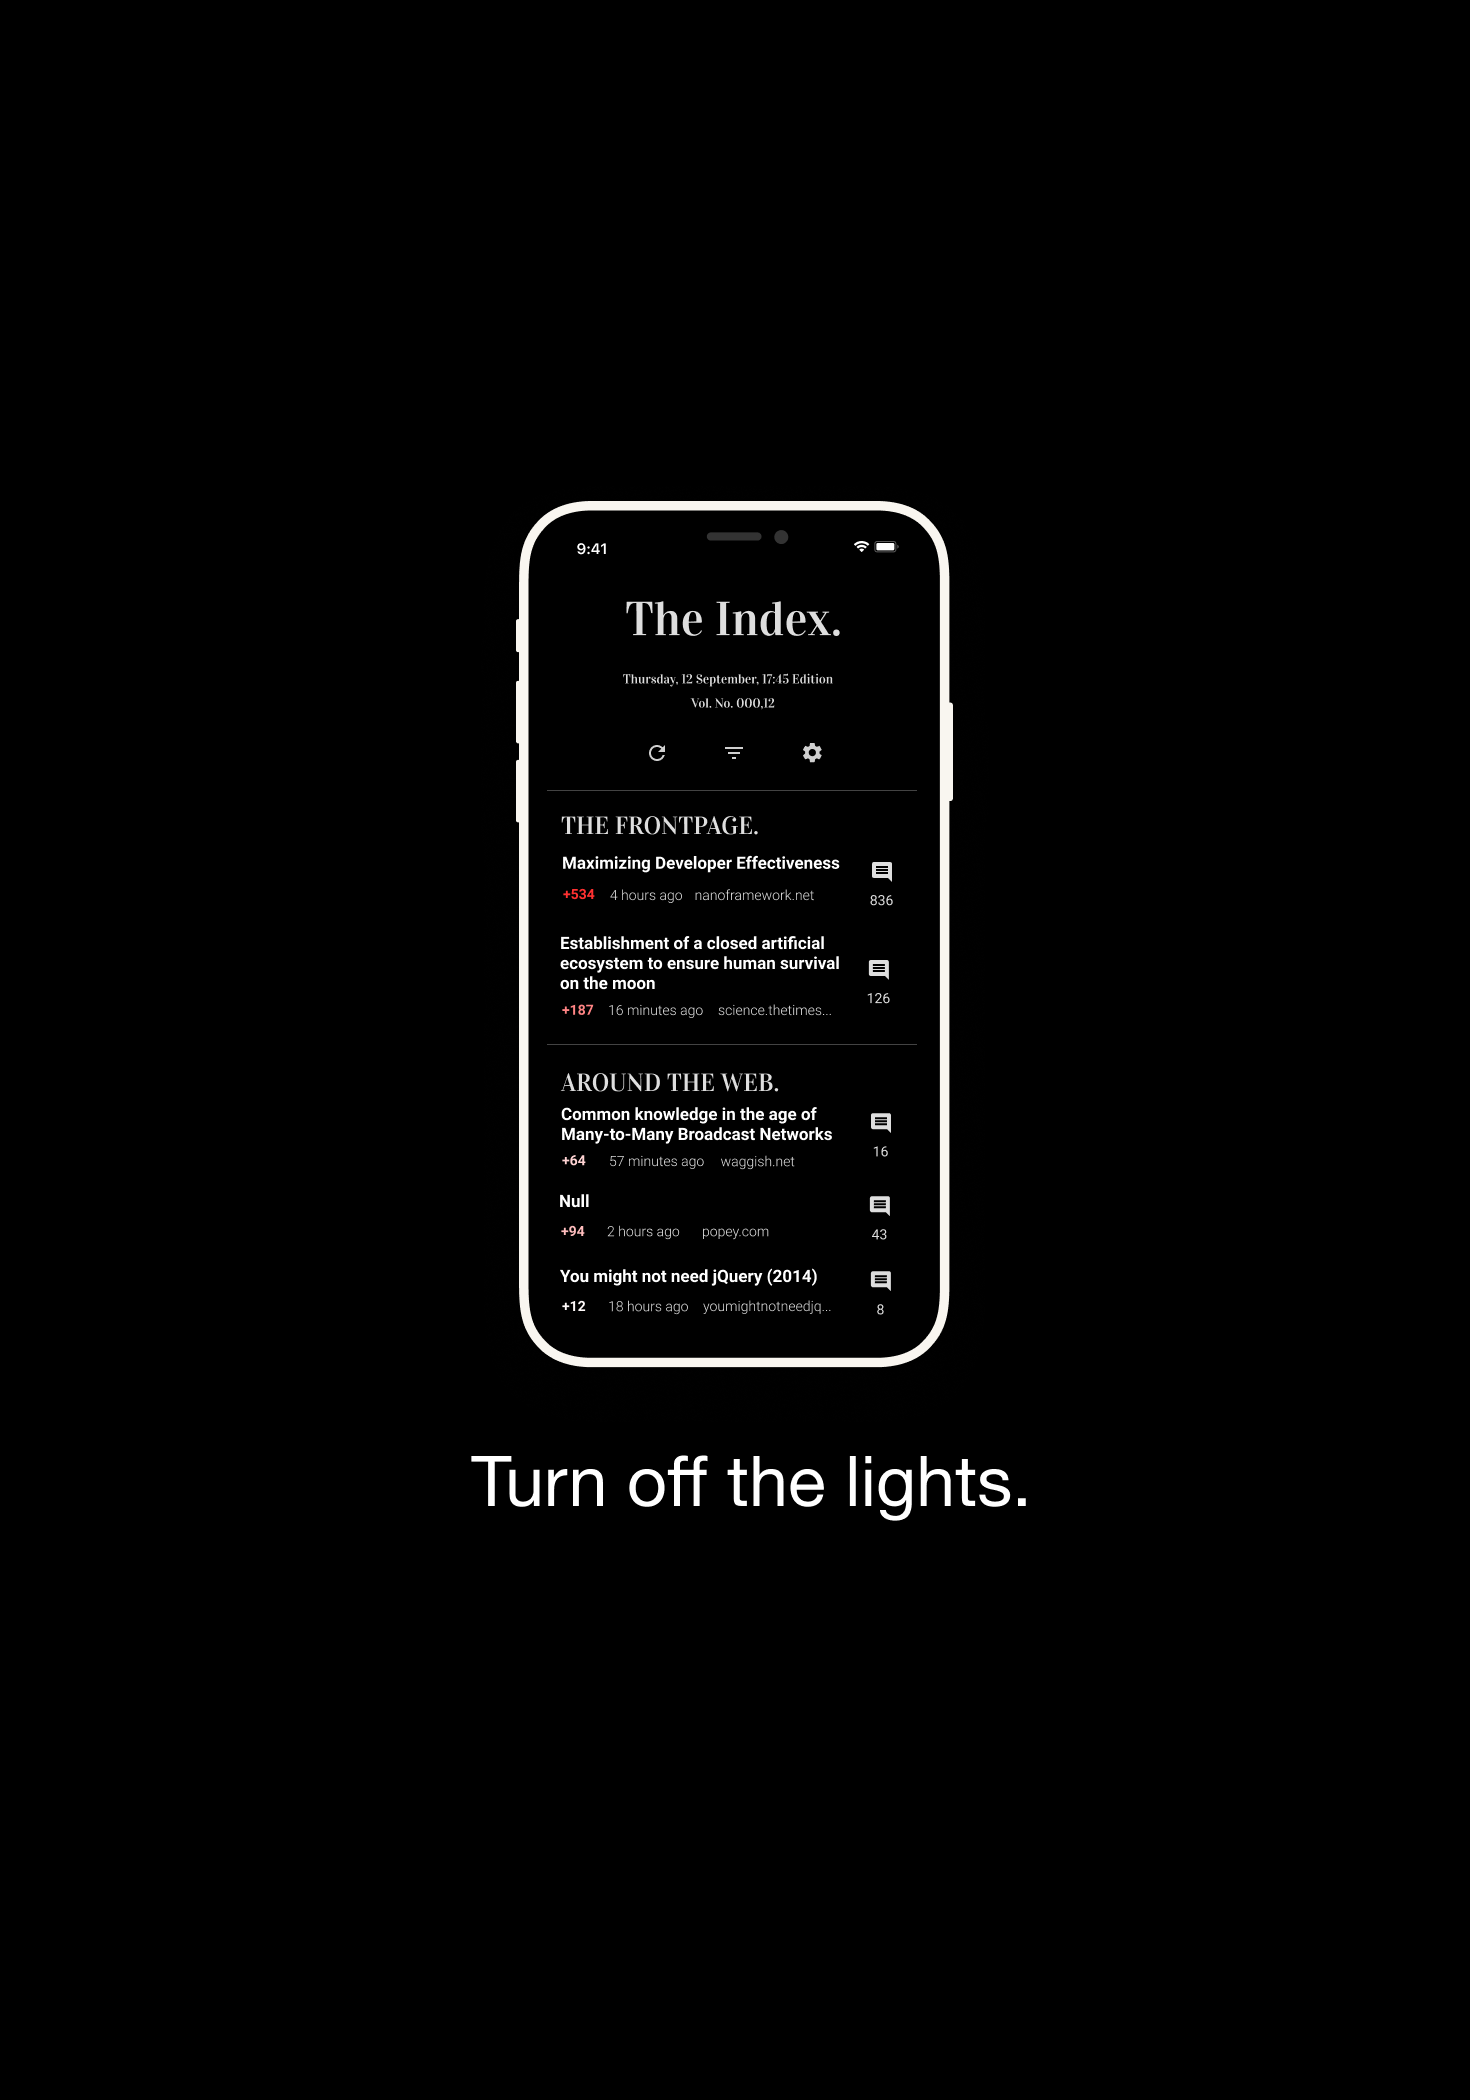 9:41
The Index.
Thursday, 12 September, 17:45 Edition
Vol. No. 000,12
THE FRONTPAGE.
Maximizing Developer Effectiveness
+534 4 hours ago nanoframework.net
836
Establishment of a closed artificial
ecosystem to ensure human survival
on the moon
+187 16 minutes ago science.thetimes...
126
AROUND THE WEB.
Common knowledge in the age of
Many-to-Many Broadcast Networks
+64 57 minutes ago waggish.net
16
Null
+94 2 hours ago popey.com
43
You might not need jQuery (2014)
+12 18 hours ago youmightnotneedjq...
8
Turn off the lights.